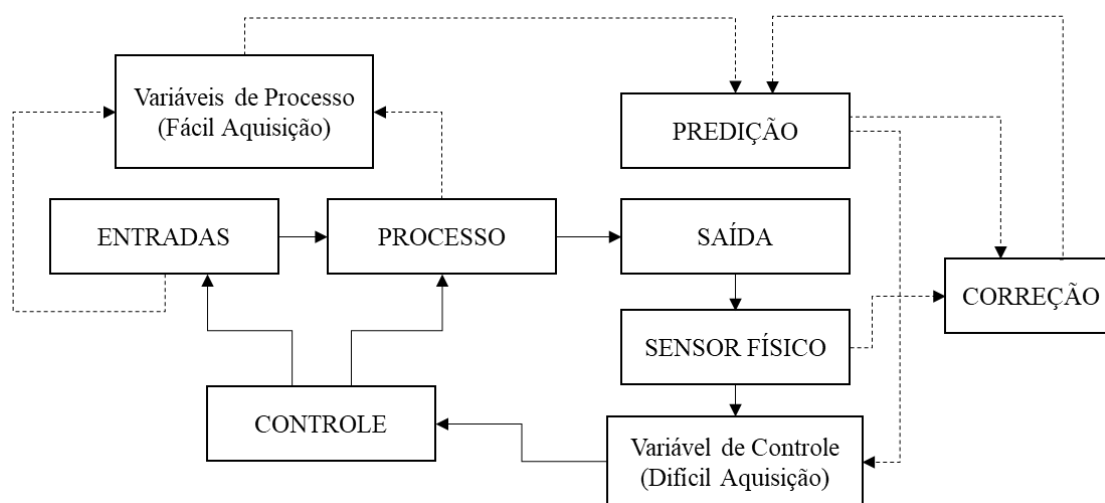 Variáveis de Processo
(Fácil Aquisição)
PREDIÇÃO
ENTRADAS
PROCESSO
SAÍDA
CORREÇÃO
SENSOR FÍSICO
CONTROLE
Variável de Controle
(Difícil Aquisição)